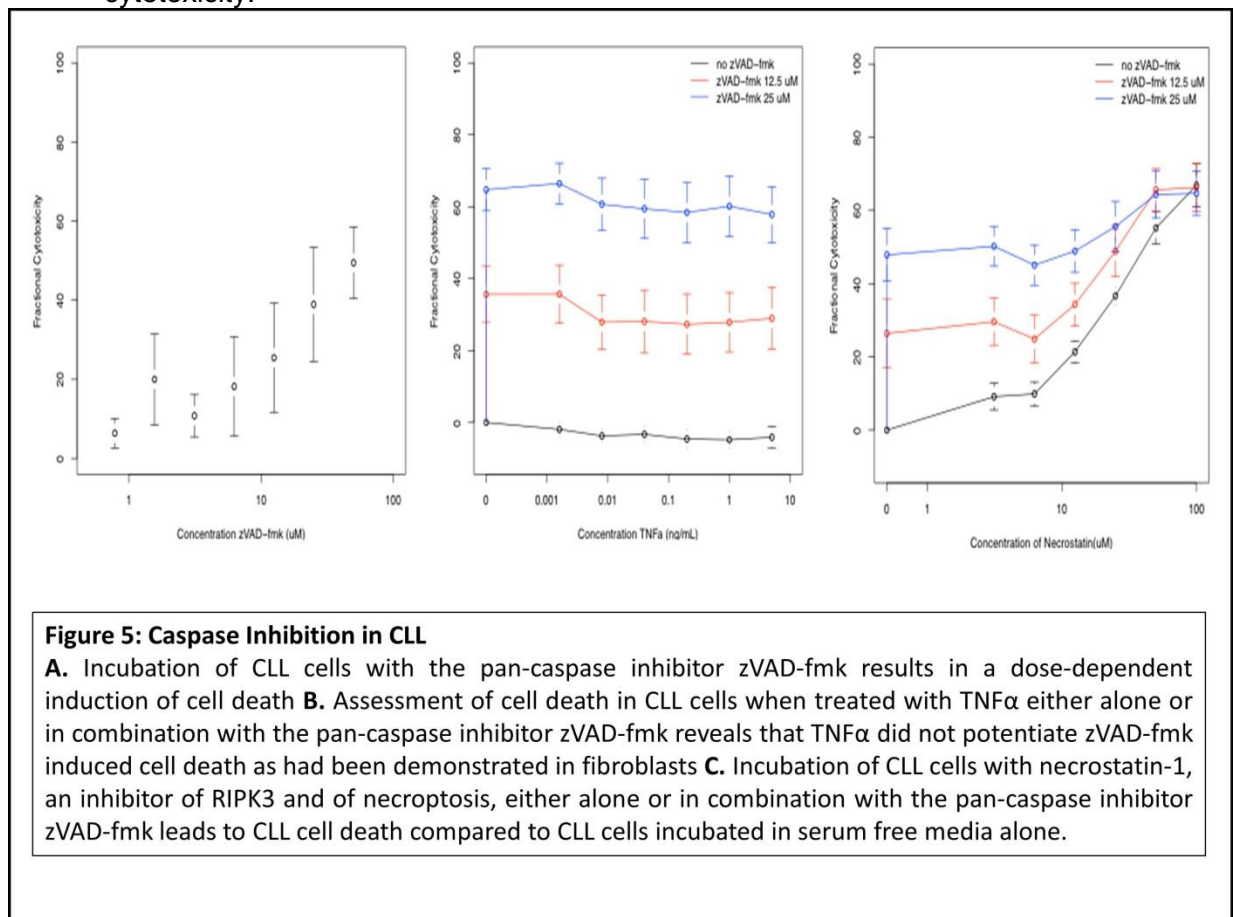 cytotoxicity.
100
80
60
40
20
0
Fractional Cytotoxicity
1
10
100
Concentration zVAD-fmk (uM)
no zVAD-fmk
zVAD-fmk 12.5 uM
zVAD-fmk 25 uM
100
80
60
40
20
0
Fractional Cytotoxicity
0
0.001
0.01
0.1
1
10
Concentration TNFa (ng/mL)
no zVAD-fmk
zVAD-fmk 12.5 uM
zVAD-fmk 25 uM
100
80
60
40
20
0
Fractional Cytotoxicity
0
1
10
100
Concentration of Necrostatin(uM)
Figure 5: Caspase Inhibition in CLL
A. Incubation of CLL cells with the pan-caspase inhibitor zVAD-fmk results in a dose-dependent
induction of cell death B. Assessment of cell death in CLL cells when treated with TNFα either alone or
in combination with the pan-caspase inhibitor zVAD-fmk reveals that TNFα did not potentiate zVAD-fmk
induced cell death as had been demonstrated in fibroblasts C. Incubation of CLL cells with necrostatin-1,
an inhibitor of RIPK3 and of necroptosis, either alone or in combination with the pan-caspase inhibitor
zVAD-fmk leads to CLL cell death compared to CLL cells incubated in serum free media alone.